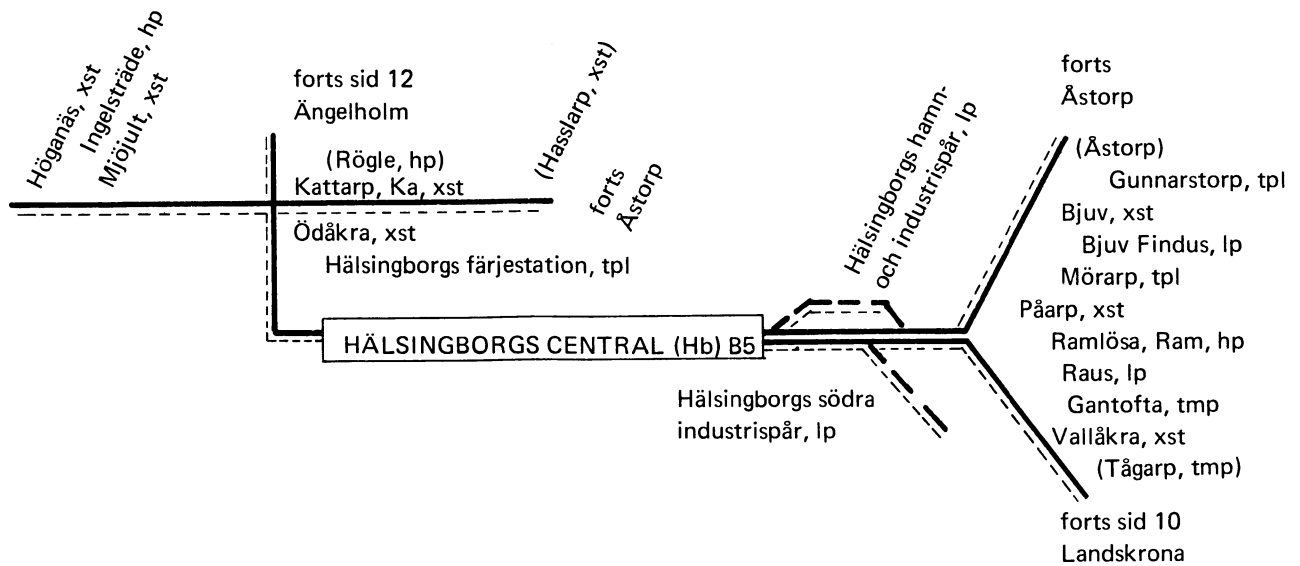 Höganäs, xst
Ingelsträde, hp
Mjöjult, xst
forts sid 12
Ängelholm
(Rögle, hp)
Kattarp, Ka, xst
(Hasslarp, xst)
forts
Åstorp
Ödåkra, xst
Hälsingborgs färjestation, tpl
HÄLSINGBORGS CENTRAL (Hb) B5
Hälsingborgs hamn-
och industrispår, lp
Hälsingborgs södra
industrispår, lp
forts
Åstorp
(Åstorp)
Gunnarstorp, tpl
Bjuv, xst
Bjuv Findus, lp
Mörarp, tpl
Påarp, xst
Ramlösa, Ram, hp
Raus, lp
Gantofta, tmp
Vallåkra, xst
(Tågarp, tmp)
forts sid 10
Landskrona